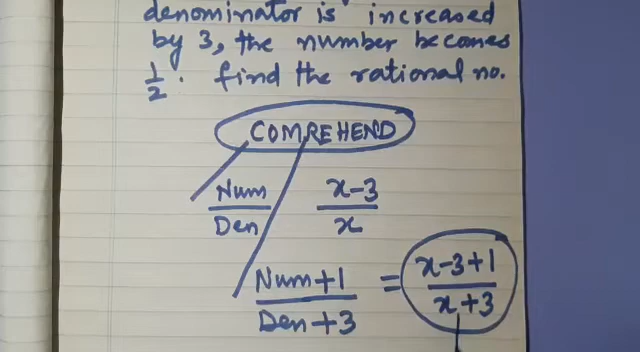 denominator is increased
by 3, the number becomes
1/2. find the rational no.
COMREHEND
Num/Den x-3/x
Num+1/Den+3 = x-3+1/x+3